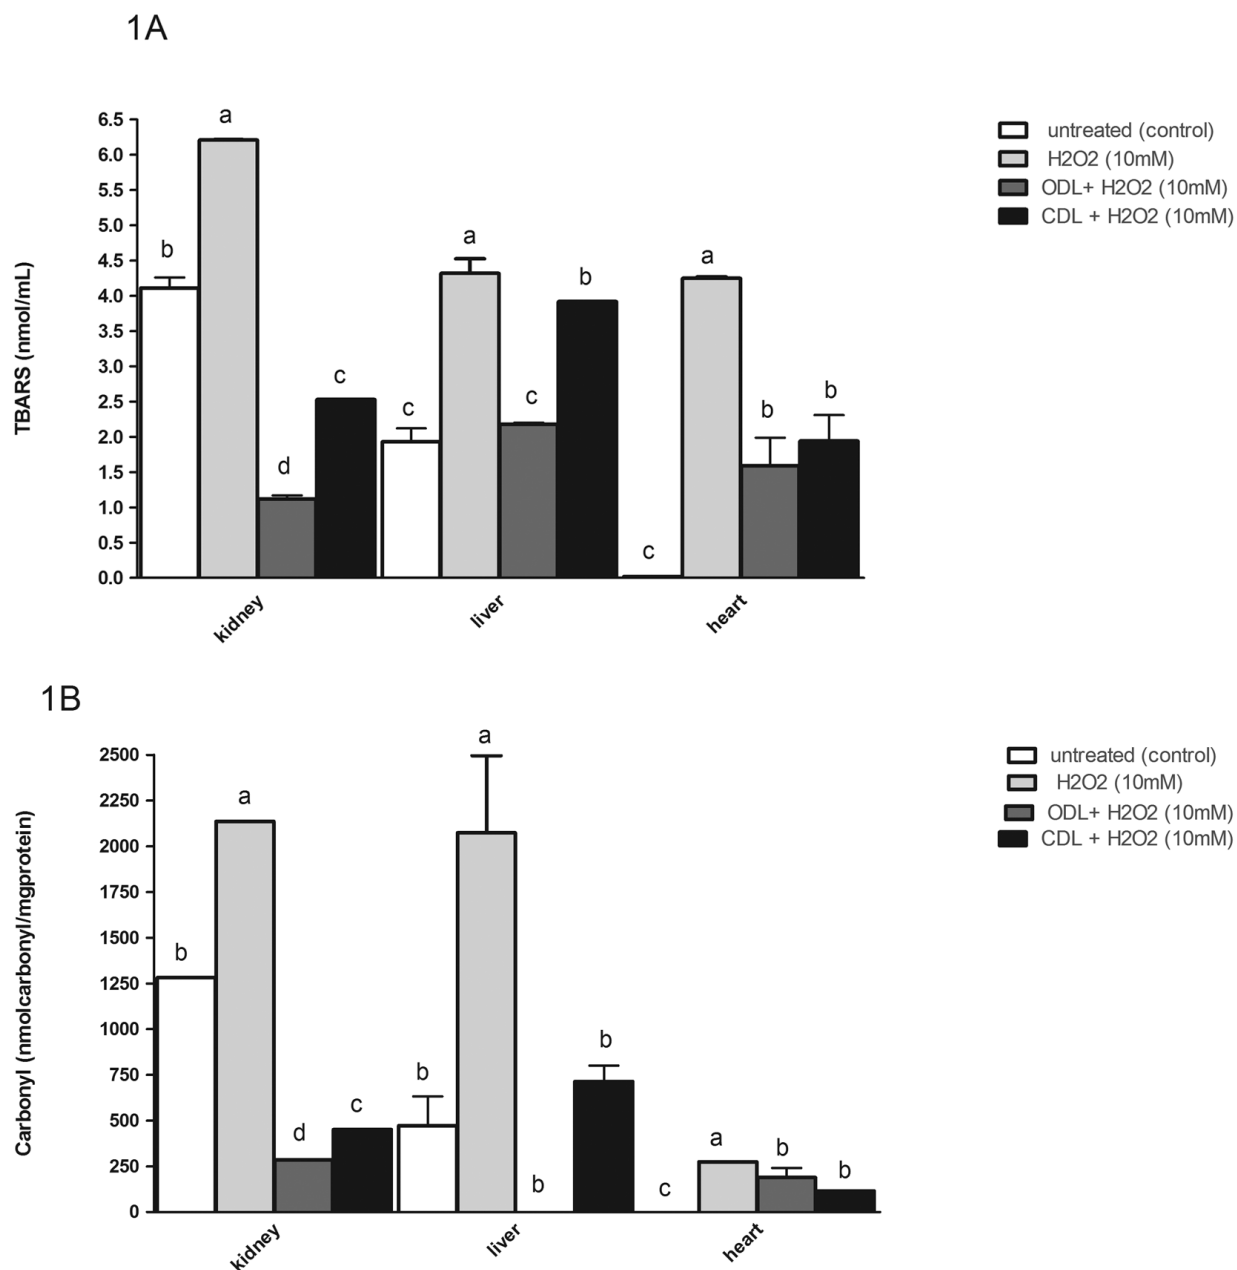 1A
TBARS (nmol/mL)
6.5
6.0
5.5
5.0
4.5
4.0
3.5
3.0
2.5
2.0
1.5
1.0
0.5
0.0
b
a
d
c
c
a
c
b
c
a
b
b
kidney
liver
heart
untreated (control)
H2O2 (10mM)
ODL+ H2O2 (10mM)
CDL + H2O2 (10mM)
1B
Carbonyl (nmolcarbonyl/mgprotein)
2500
2250
2000
1750
1500
1250
1000
750
500
250
0
b
a
d
c
b
a
b
b
c
a
b
b
kidney
liver
heart
untreated (control)
H2O2 (10mM)
ODL+ H2O2 (10mM)
CDL + H2O2 (10mM)